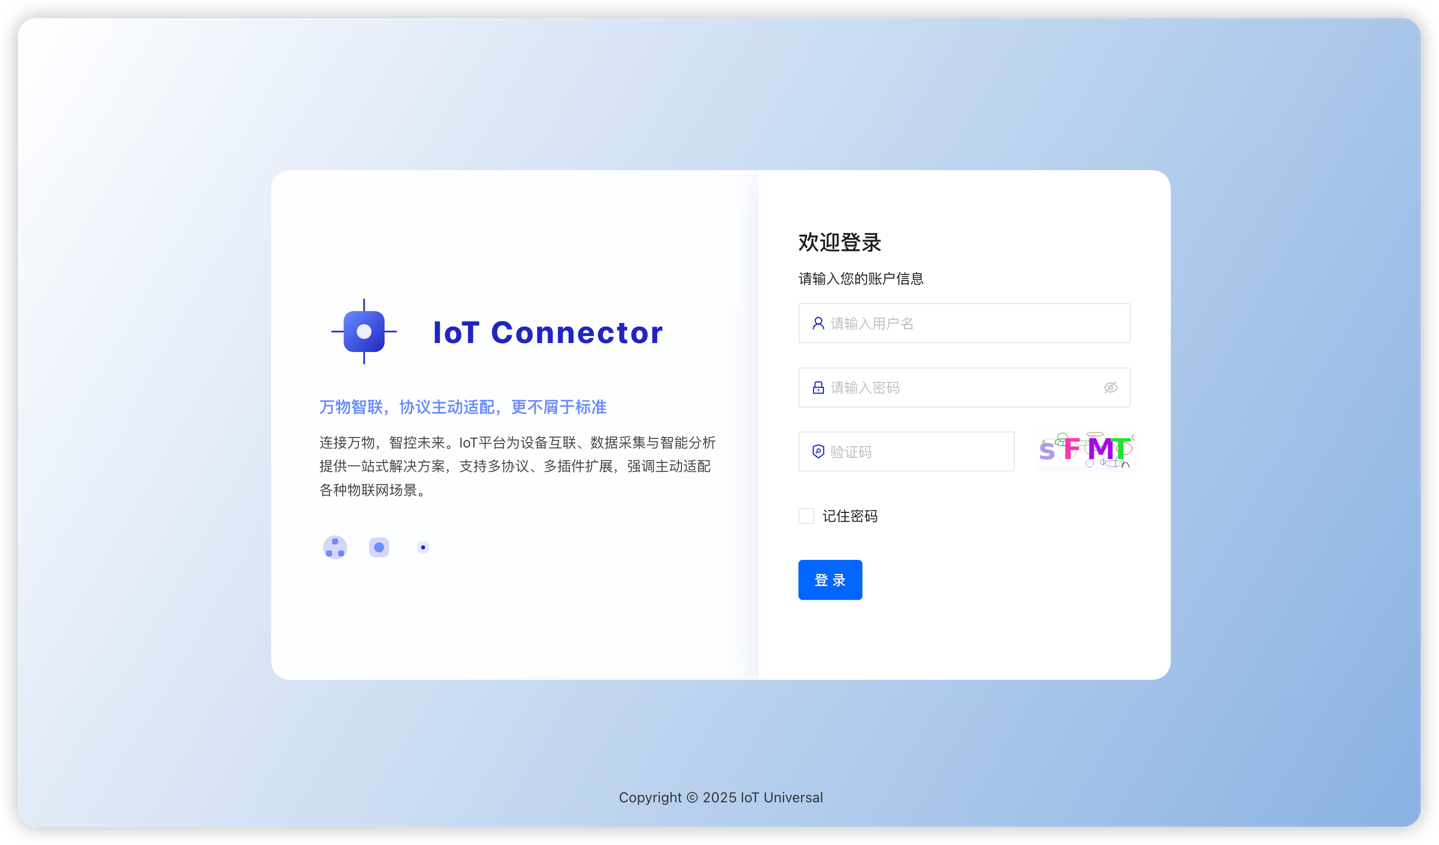 IoT Connector
万物智联，协议主动适配，更不屑于标准
连接万物，智控未来。IoT平台为设备互联、数据采集与智能分析
提供一站式解决方案，支持多协议、多插件扩展，强调主动适配
各种物联网场景。
欢迎登录
请输入您的账户信息
请输入用户名
请输入密码
验证码
sFMT
记住密码
登 录
Copyright © 2025 IoT Universal